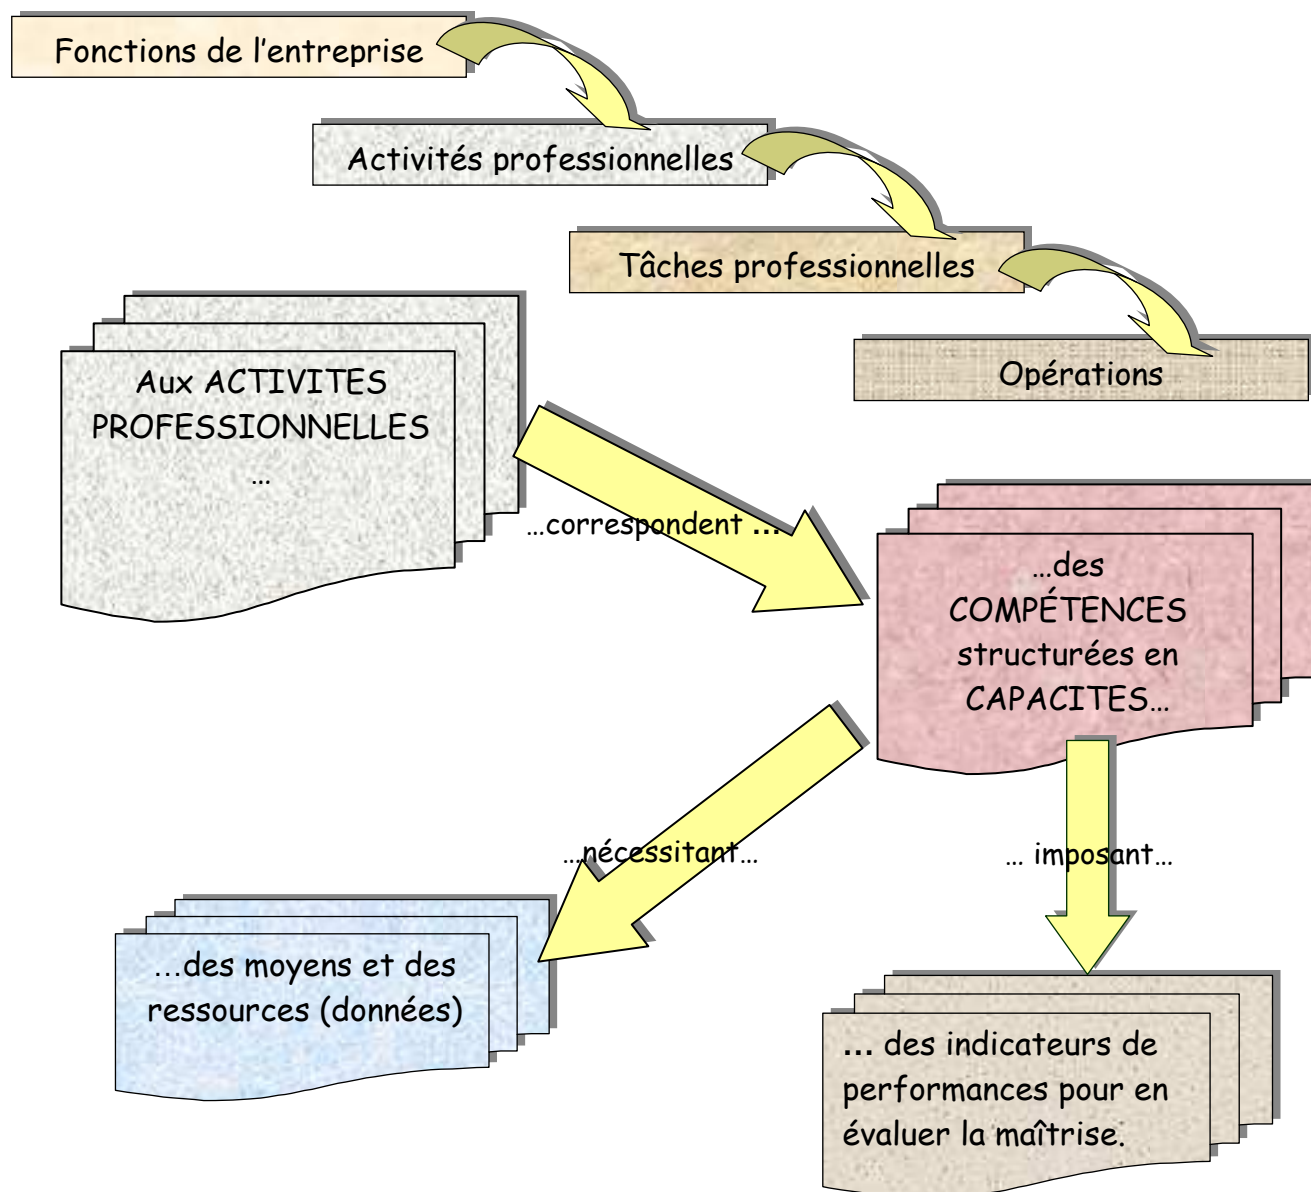 Fonctions de l'entreprise
Activités professionnelles
Tâches professionnelles
Opérations
Aux ACTIVITES
PROFESSIONNELLES
…
…correspondent …
…des
COMPÉTENCES
structurées en
CAPACITES…
…nécessitant…
… imposant…
…des moyens et des
ressources (données)
… des indicateurs de
performances pour en
évaluer la maîtrise.